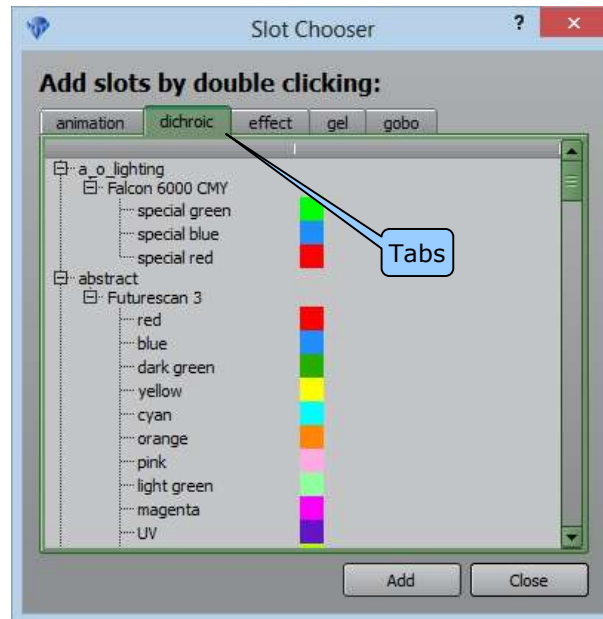 Slot Chooser ?
Add slots by double clicking:
animation dichroic effect gel gobo
a_o_lighting
Falcon 6000 CMY
special green
special blue
special red
Tabs
abstract
Futurescan 3
red
blue
dark green
yellow
cyan
orange
pink
light green
magenta
UV
Add Close